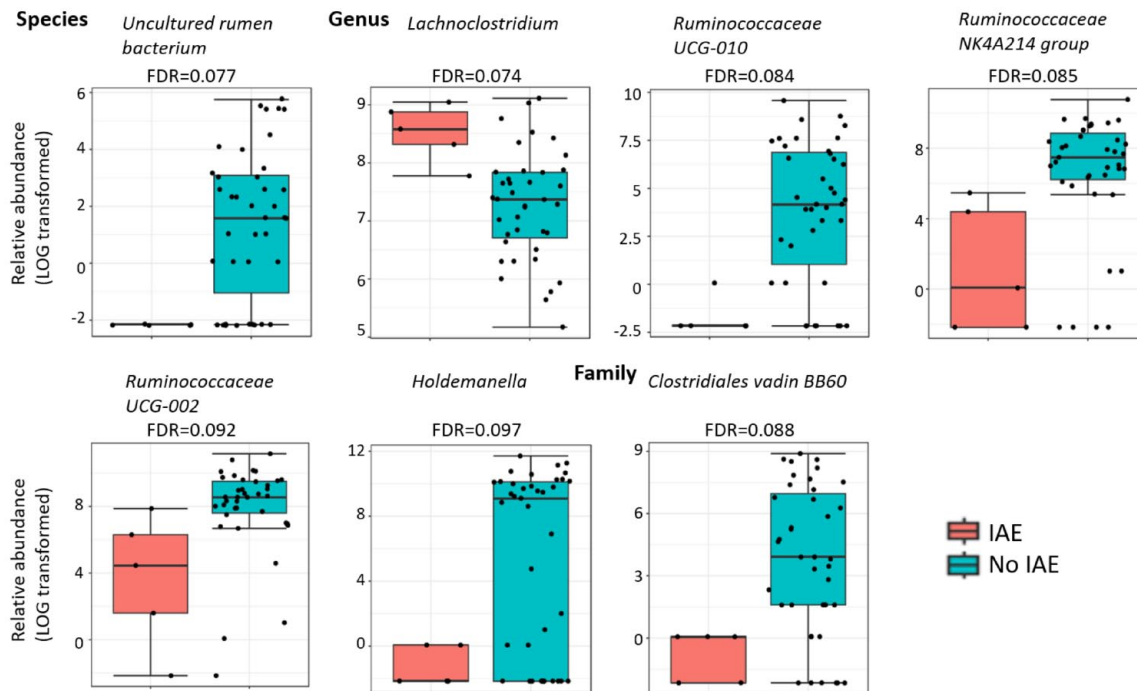 Species
Uncultured rumen
bacterium
FDR=0.077
Genus
Lachnoclostridium
FDR=0.074
Ruminococcaceae
UCG-010
FDR=0.084
Ruminococcaceae
NK4A214 group
FDR=0.085
Relative abundance
(LOG transformed)
6
4
2
0
-2
9
8
7
6
5
10
7.5
5
2.5
0
-2.5
8
4
0
Ruminococcaceae
UCG-002
FDR=0.092
Holdemanella
FDR=0.097
Family
Clostridiales vadin BB60
FDR=0.088
Relative abundance
(LOG transformed)
8
4
0
12
8
4
0
9
6
3
0
IAE
No IAE